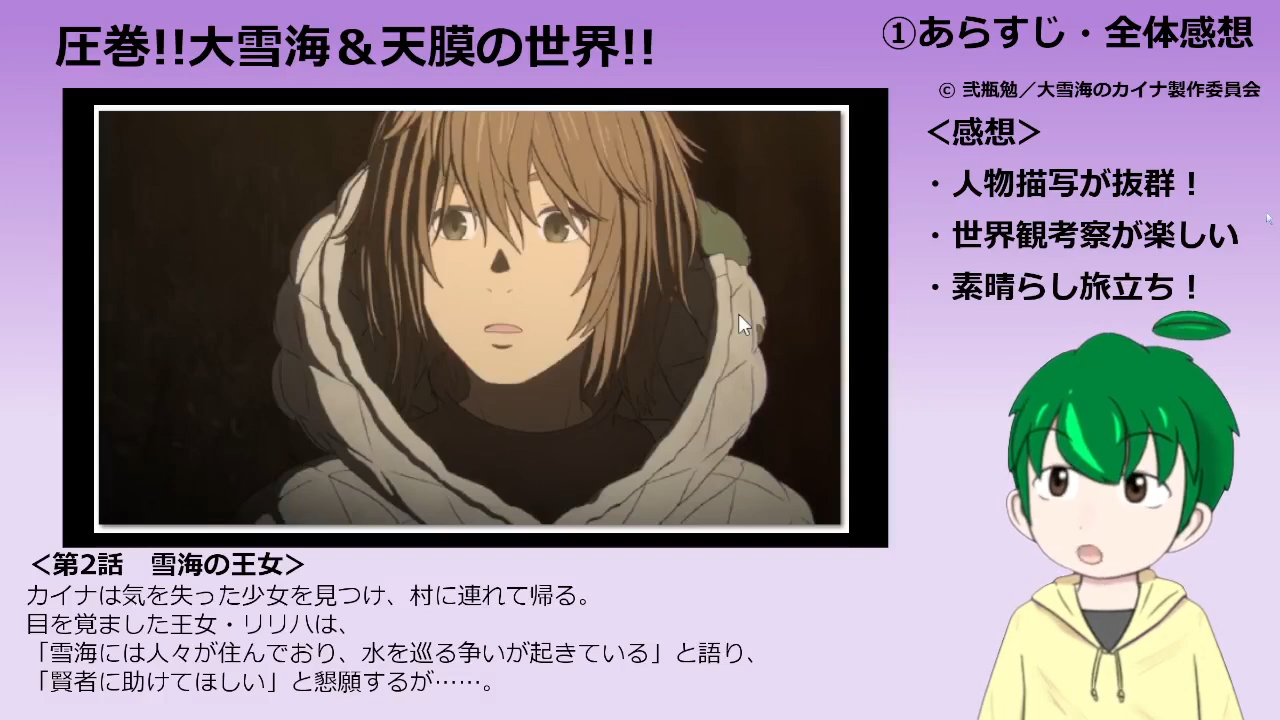 圧巻!!大雪海＆天膜の世界!!
①あらすじ・全体感想
© 弐瓶勉／大雪海のカイナ製作委員会
＜感想＞
・人物描写が抜群！
・世界観考察が楽しい
・素晴らし旅立ち！
＜第2話　雪海の王女＞
カイナは気を失った少女を見つけ、村に連れて帰る。
目を覚ました王女・リリハは、
「雪海には人々が住んでおり、水を巡る争いが起きている」と語り、
「賢者に助けてほしい」と懇願するが……。